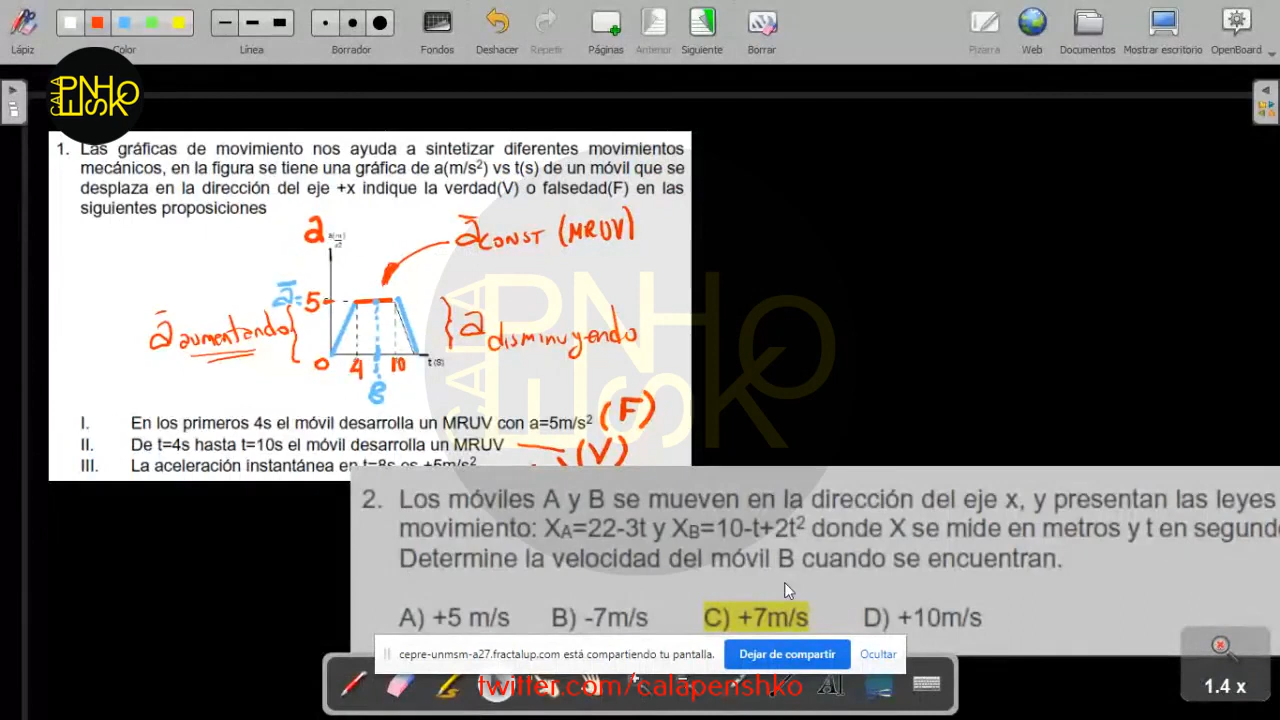 Lápiz
Color
Línea
Borrador
Fondos
Deshacer
Repetir
Páginas
Anterior
Siguiente
Borrar
Pizarra
Web
Documentos
Mostrar escritorio
OpenBoard
CALA
PENSHKO
1. Las gráficas de movimiento nos ayuda a sintetizar diferentes movimientos
mecánicos, en la figura se tiene una gráfica de a(m/s²) vs t(s) de un móvil que se
desplaza en la dirección del eje +x indique la verdad(V) o falsedad(F) en las
siguientes proposiciones
a
a CONST (MRUV)
a = 5
a aumentando
a disminuyendo
0 4 10 t (S)
8
I. En los primeros 4s el móvil desarrolla un MRUV con a=5m/s² (F)
II. De t=4s hasta t=10s el móvil desarrolla un MRUV (V)
III. La aceleración instantánea en t=8s es +5m/s²
2. Los móviles A y B se mueven en la dirección del eje x, y presentan las leyes
movimiento: XA=22-3t y XB=10-t+2t² donde X se mide en metros y t en segund
Determine la velocidad del móvil B cuando se encuentran.
A) +5 m/s B) -7m/s C) +7m/s D) +10m/s
cepre-unmsm-a27.fractalup.com está compartiendo tu pantalla. Dejar de compartir Ocultar
twitter.com/calapenshko
1.4 x